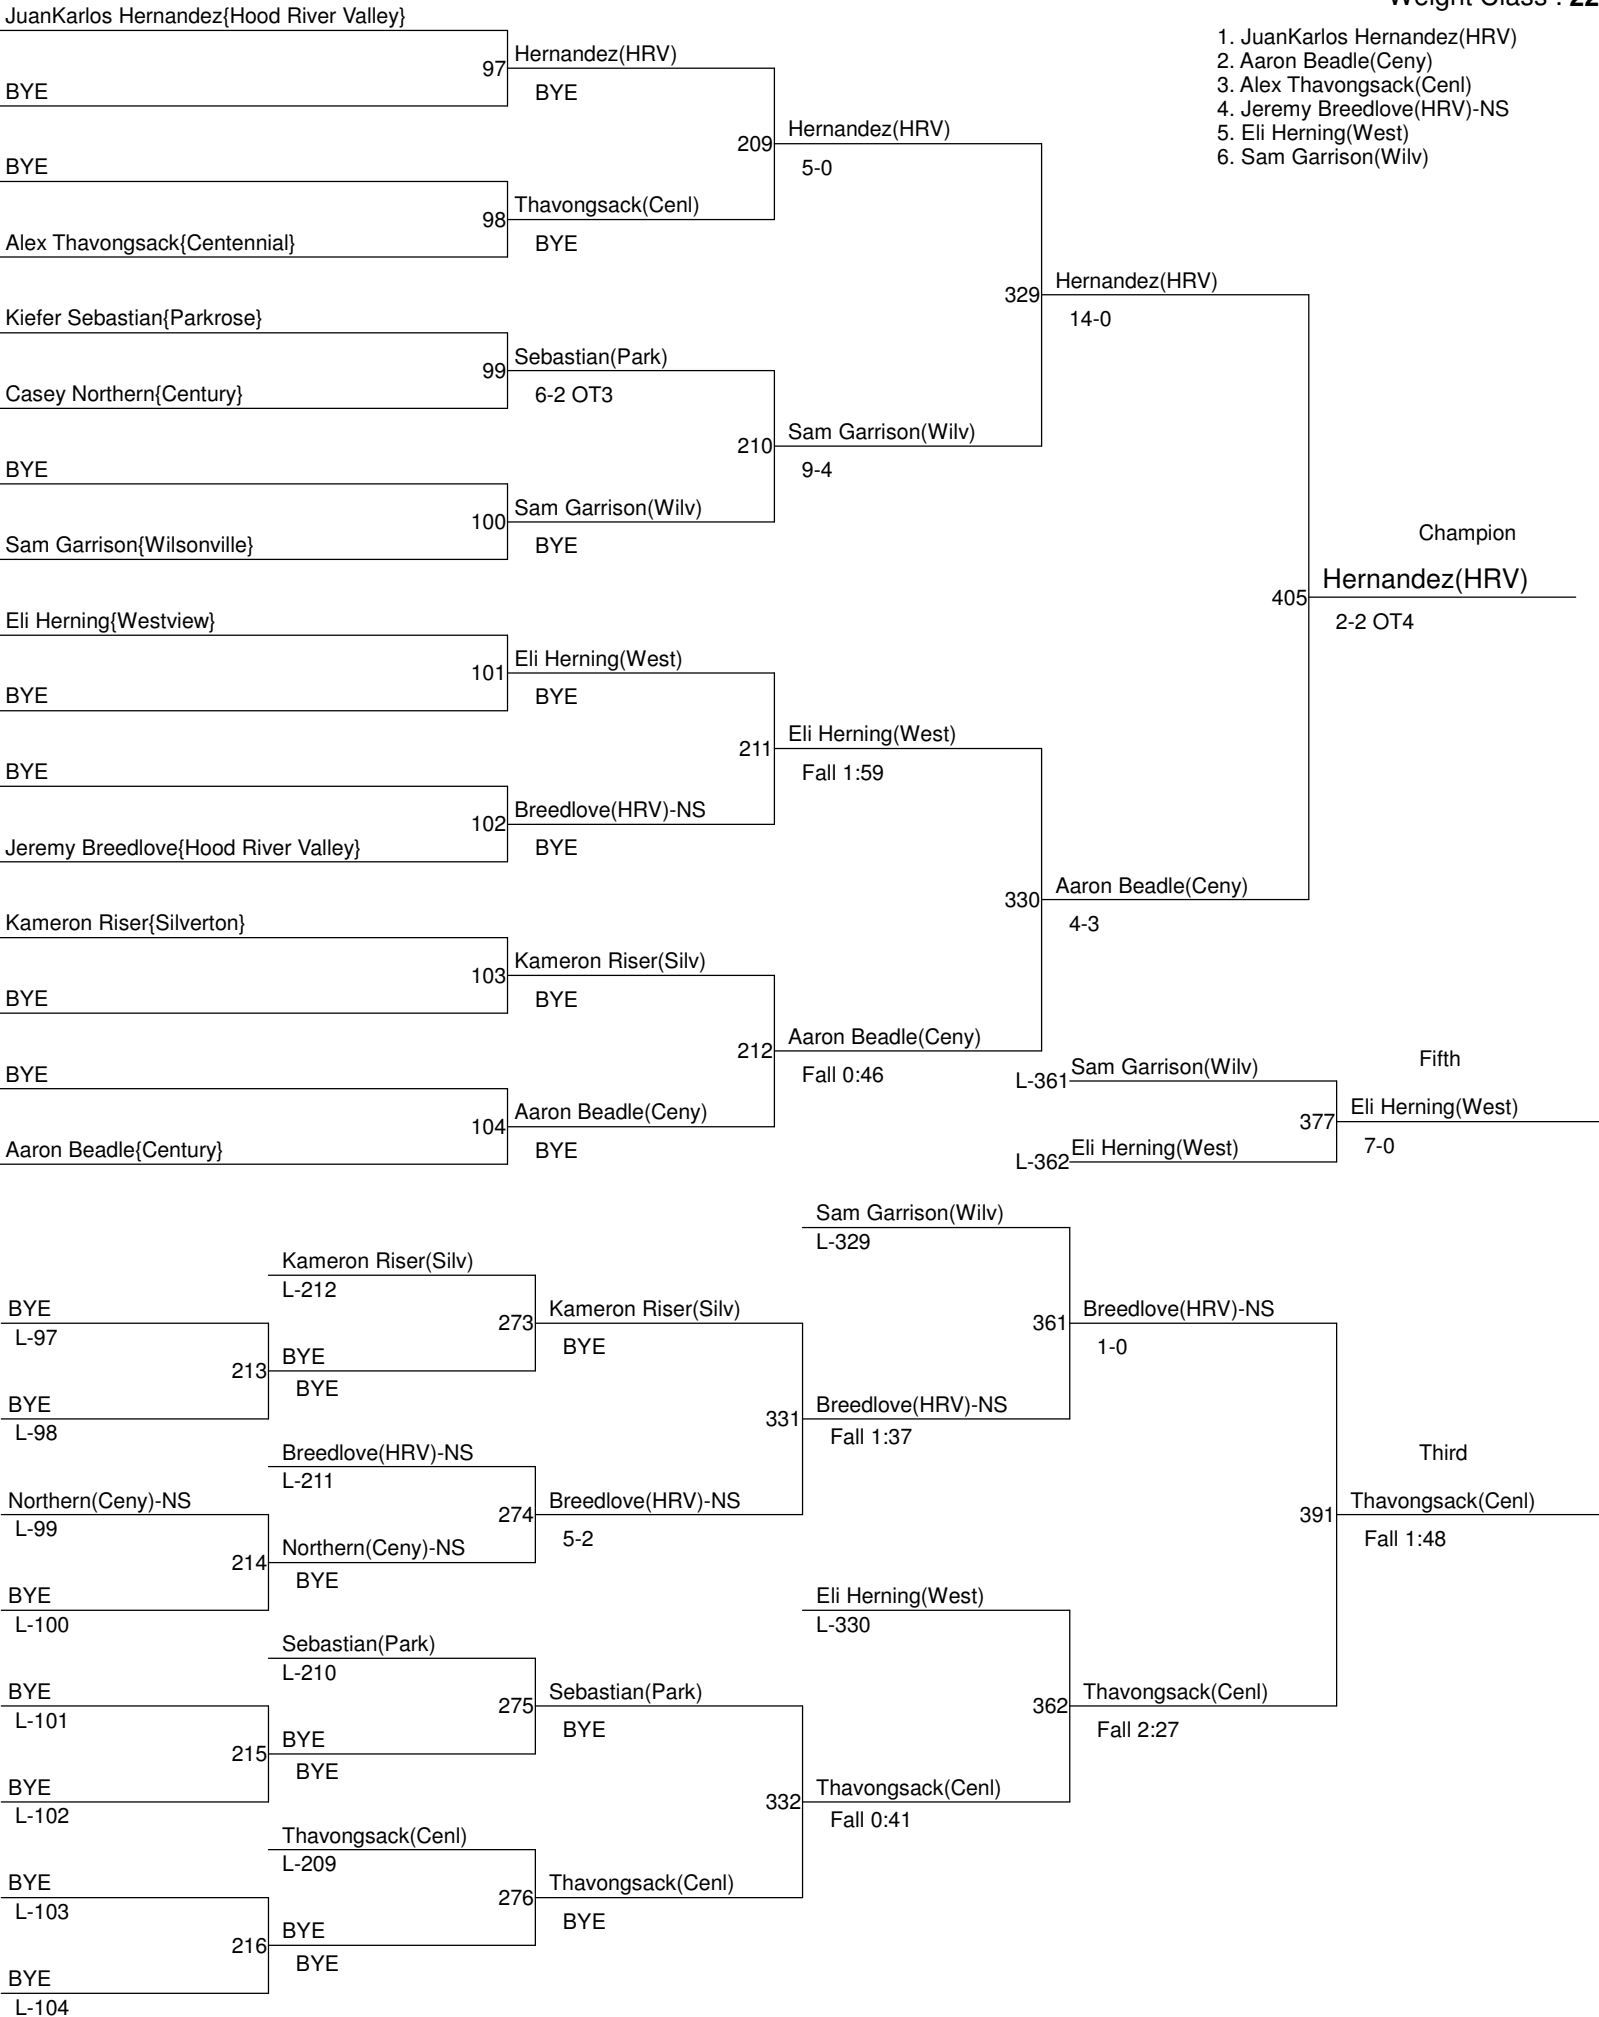 Weight Class : 22
1. JuanKarlos Hernandez(HRV)
2. Aaron Beadle(Ceny)
3. Alex Thavongsack(Cenl)
4. Jeremy Breedlove(HRV)-NS
5. Eli Herning(West)
6. Sam Garrison(Wilv)
JuanKarlos Hernandez{Hood River Valley}
BYE
97
Hernandez(HRV)
BYE
BYE
Alex Thavongsack{Centennial}
98
Thavongsack(Cenl)
BYE
209
Hernandez(HRV)
5-0
Kiefer Sebastian{Parkrose}
Casey Northern{Century}
99
Sebastian(Park)
6-2 OT3
BYE
Sam Garrison{Wilsonville}
100
Sam Garrison(Wilv)
BYE
210
Sam Garrison(Wilv)
9-4
329
Hernandez(HRV)
14-0
Eli Herning{Westview}
BYE
101
Eli Herning(West)
BYE
BYE
Jeremy Breedlove{Hood River Valley}
102
Breedlove(HRV)-NS
BYE
211
Eli Herning(West)
Fall 1:59
Kameron Riser{Silverton}
BYE
103
Kameron Riser(Silv)
BYE
BYE
Aaron Beadle{Century}
104
Aaron Beadle(Ceny)
BYE
212
Aaron Beadle(Ceny)
Fall 0:46
330
Aaron Beadle(Ceny)
4-3
Champion
405
Hernandez(HRV)
2-2 OT4
L-361
Sam Garrison(Wilv)
L-362
Eli Herning(West)
Fifth
377
Eli Herning(West)
7-0
BYE
L-97
BYE
L-98
213
BYE
BYE
Kameron Riser(Silv)
L-212
273
Kameron Riser(Silv)
BYE
Northern(Ceny)-NS
L-99
BYE
L-100
214
Northern(Ceny)-NS
BYE
Breedlove(HRV)-NS
L-211
274
Breedlove(HRV)-NS
5-2
331
Breedlove(HRV)-NS
Fall 1:37
Sam Garrison(Wilv)
L-329
361
Breedlove(HRV)-NS
1-0
BYE
L-101
BYE
L-102
215
BYE
BYE
Sebastian(Park)
L-210
275
Sebastian(Park)
BYE
BYE
L-103
BYE
L-104
216
BYE
BYE
Thavongsack(Cenl)
L-209
276
Thavongsack(Cenl)
BYE
332
Thavongsack(Cenl)
Fall 0:41
Eli Herning(West)
L-330
362
Thavongsack(Cenl)
Fall 2:27
Third
391
Thavongsack(Cenl)
Fall 1:48